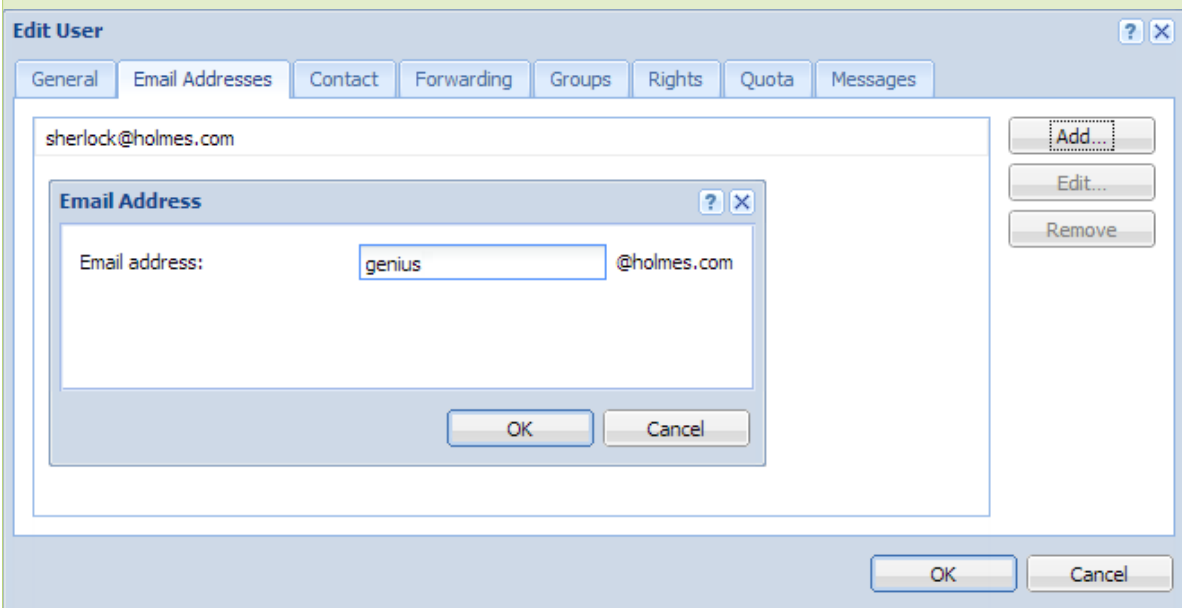 Edit User
General Email Addresses Contact Forwarding Groups Rights Quota Messages
sherlock@holmes.com
Add...
Edit...
Remove
Email Address
Email address: genius @holmes.com
OK Cancel
OK Cancel